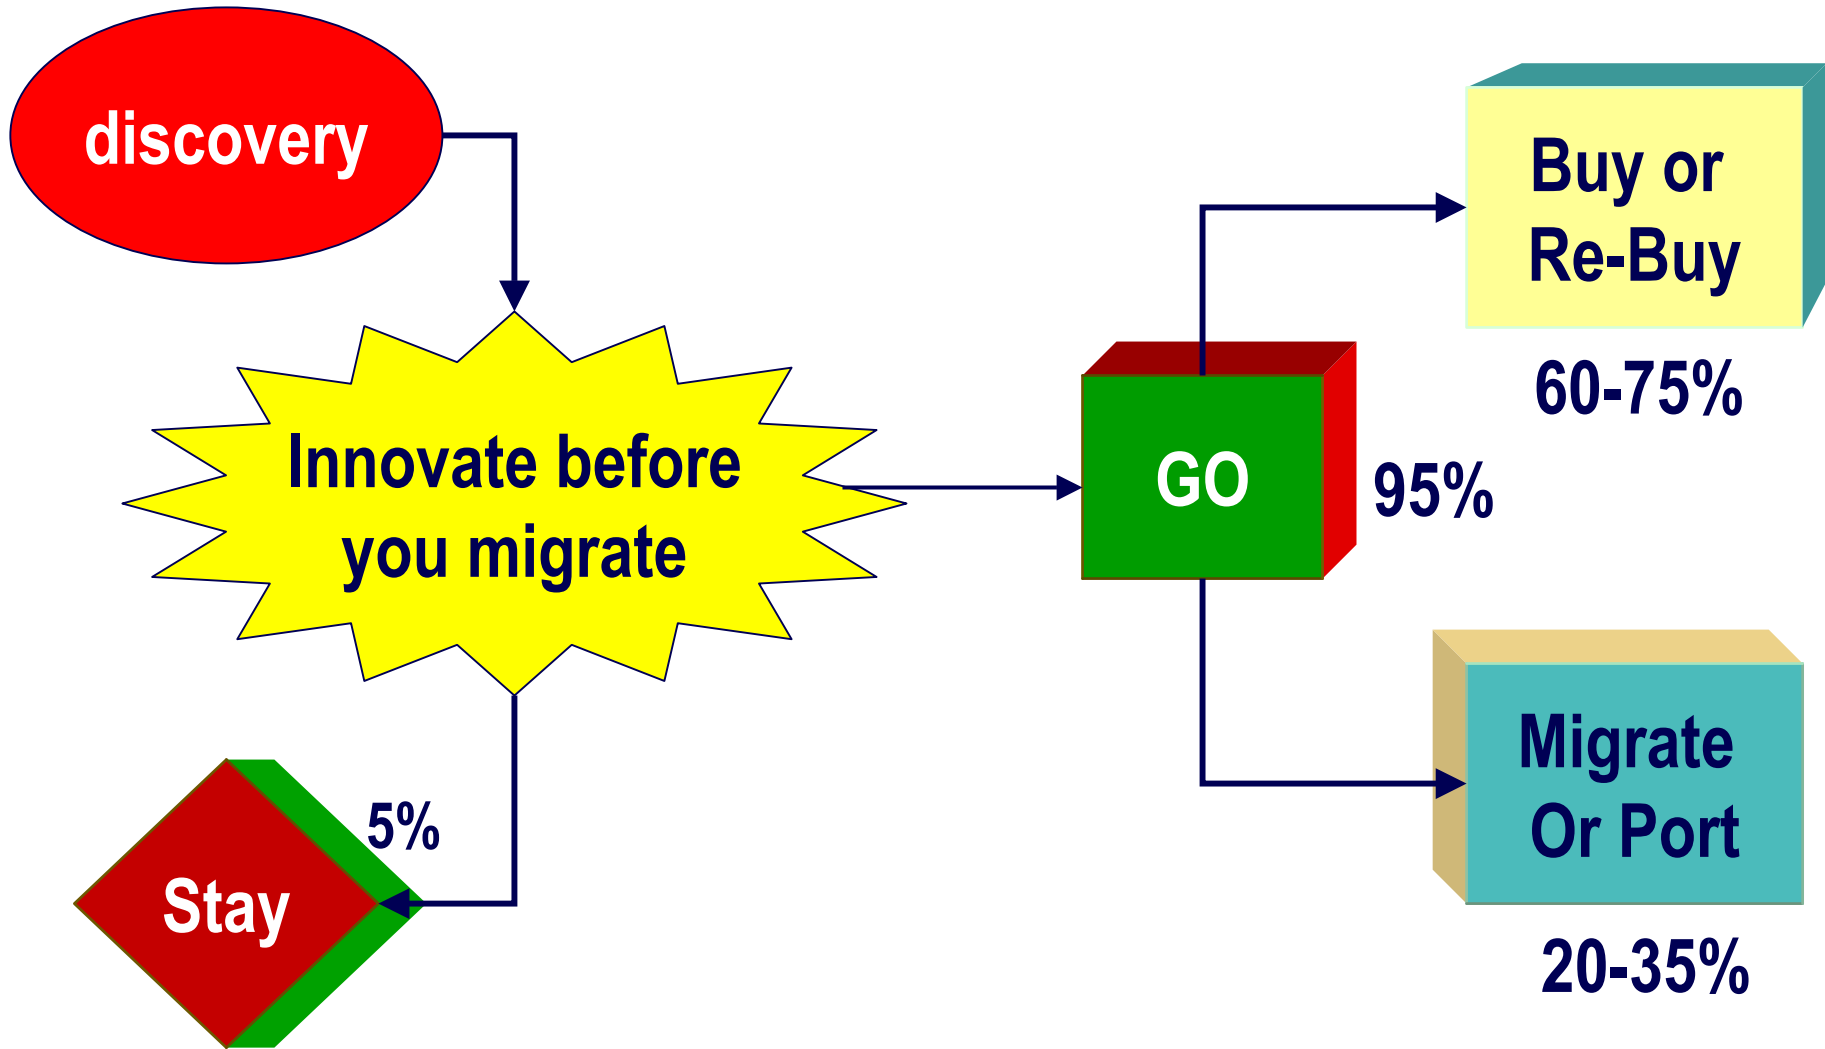 discovery
Innovate before
you migrate
5%
Stay
GO
95%
Buy or
Re-Buy
60-75%
Migrate
Or Port
20-35%